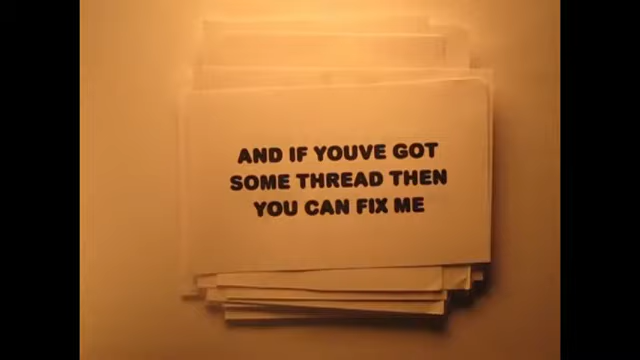 AND IF YOUVE GOT
SOME THREAD THEN
YOU CAN FIX ME